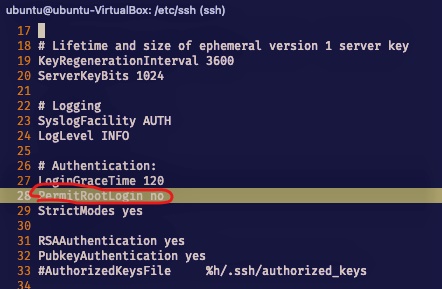 ubuntu@ubuntu-VirtualBox: /etc/ssh (ssh)
17
18 # Lifetime and size of ephemeral version 1 server key
19 KeyRegenerationInterval 3600
20 ServerKeyBits 1024
21
22 # Logging
23 SyslogFacility AUTH
24 LogLevel INFO
25
26 # Authentication:
27 LoginGraceTime 120
28 PermitRootLogin no
29 StrictModes yes
30
31 RSAAuthentication yes
32 PubkeyAuthentication yes
33 #AuthorizedKeysFile     %h/.ssh/authorized_keys
34